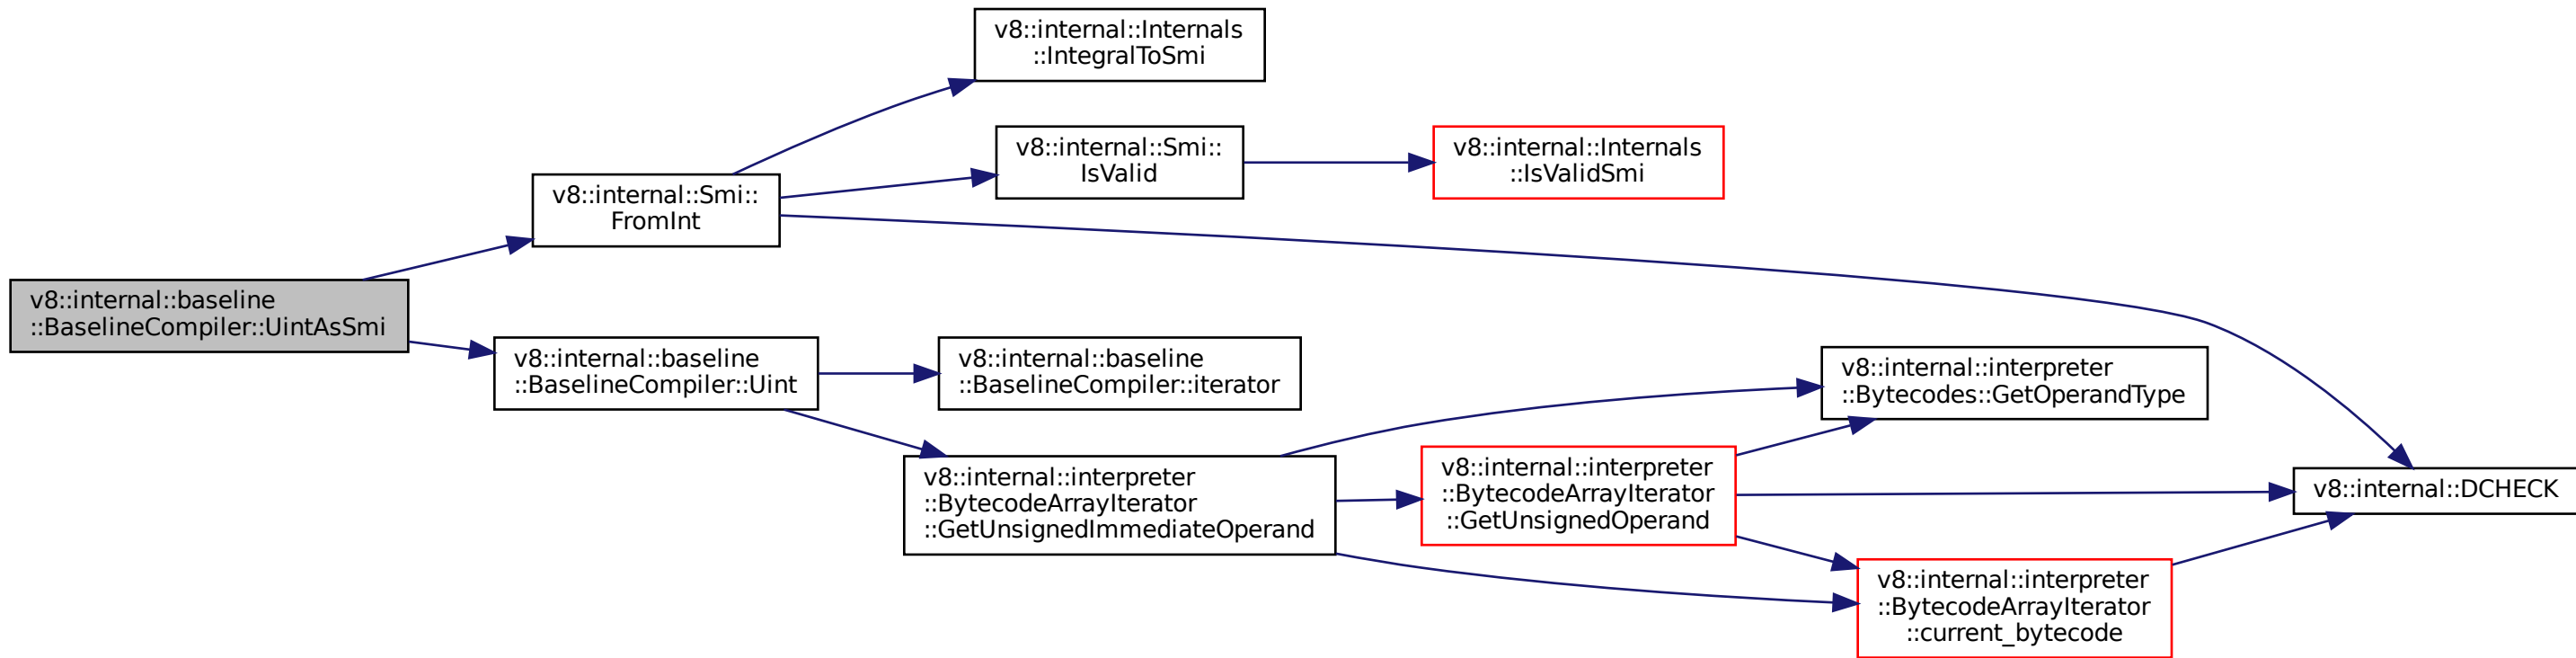 v8::internal::Internals
::IntegralToSmi
v8::internal::Smi::
IsValid
v8::internal::Internals
::IsValidSmi
v8::internal::Smi::
FromInt
v8::internal::baseline
::BaselineCompiler::UintAsSmi
v8::internal::baseline
::BaselineCompiler::Uint
v8::internal::baseline
::BaselineCompiler::iterator
v8::internal::interpreter
::Bytecodes::GetOperandType
v8::internal::interpreter
::BytecodeArrayIterator
::GetUnsignedImmediateOperand
v8::internal::interpreter
::BytecodeArrayIterator
::GetUnsignedOperand
v8::internal::DCHECK
v8::internal::interpreter
::BytecodeArrayIterator
::current_bytecode